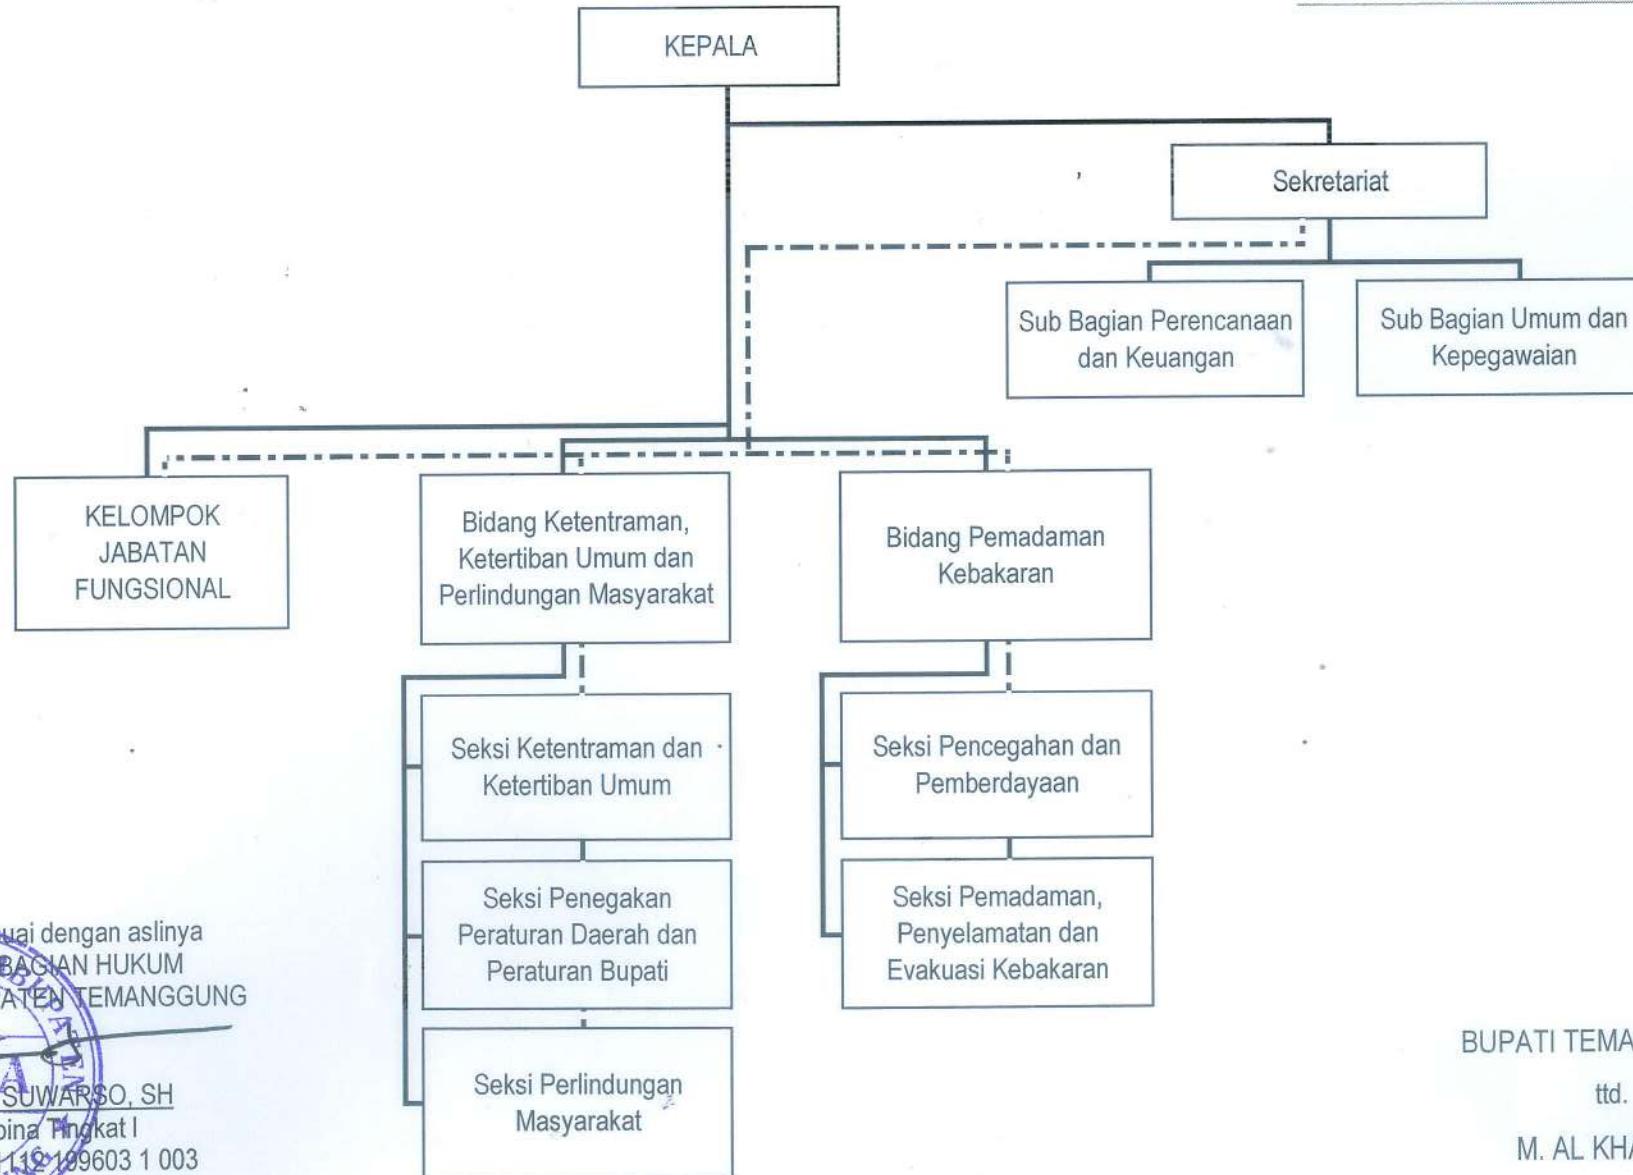 KEPALA
Sekretariat
Sub Bagian Perencanaan
dan Keuangan
Sub Bagian Umum dan
Kepegawaian
KELOMPOK
JABATAN
FUNGSIONAL
Bidang Ketentraman,
Ketertiban Umum dan
Perlindungan Masyarakat
Bidang Pemadaman
Kebakaran
Seksi Ketentraman dan
Ketertiban Umum
Seksi Pencegahan dan
Pemberdayaan
Seksi Penegakan
Peraturan Daerah dan
Peraturan Bupati
Seksi Pemadaman,
Penyelamatan dan
Evakuasi Kebakaran
Seksi Perlindungan
Masyarakat
dengan aslinya
BAGIAN HUKUM
TEMANGGUNG
SUWARSO, SH
Tingkat I
199603 1 003
BUPATI
ttd.
M. AL